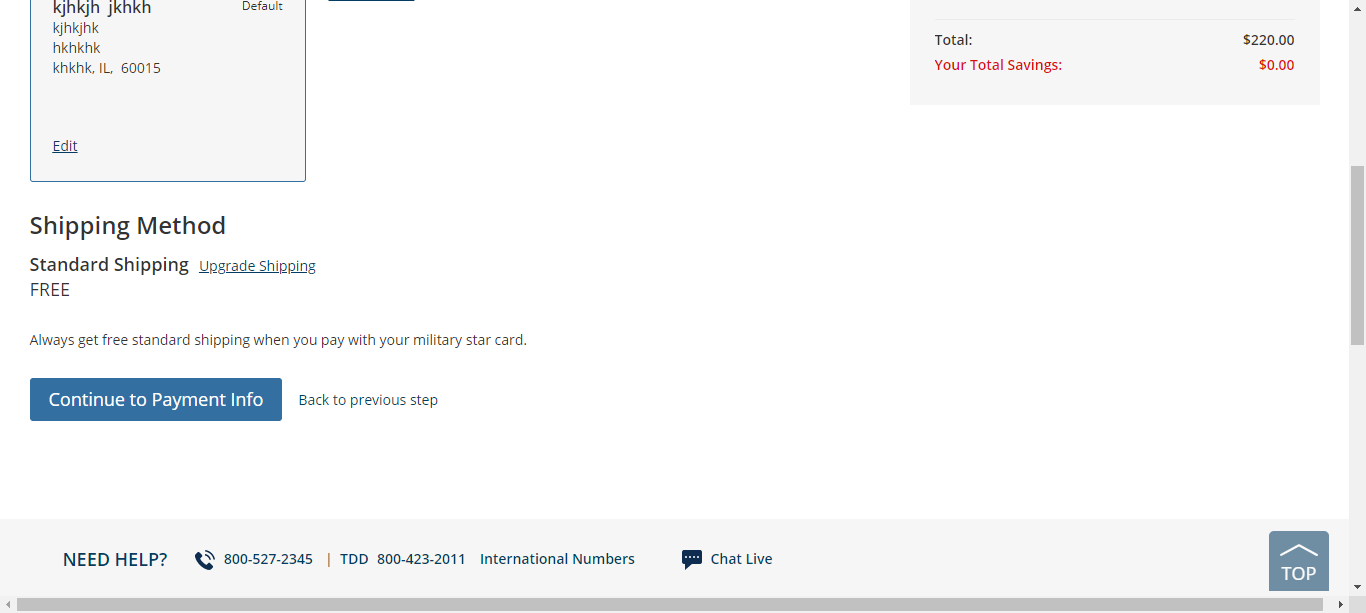 kjhkjh jkhkh Default
kjhkjhk
hkhkhk
khkhk, IL, 60015
Edit
Total: $220.00
Your Total Savings: $0.00
Shipping Method
Standard Shipping Upgrade Shipping
FREE
Always get free standard shipping when you pay with your military star card.
Continue to Payment Info Back to previous step
NEED HELP? 800-527-2345 | TDD 800-423-2011 International Numbers Chat Live
TOP